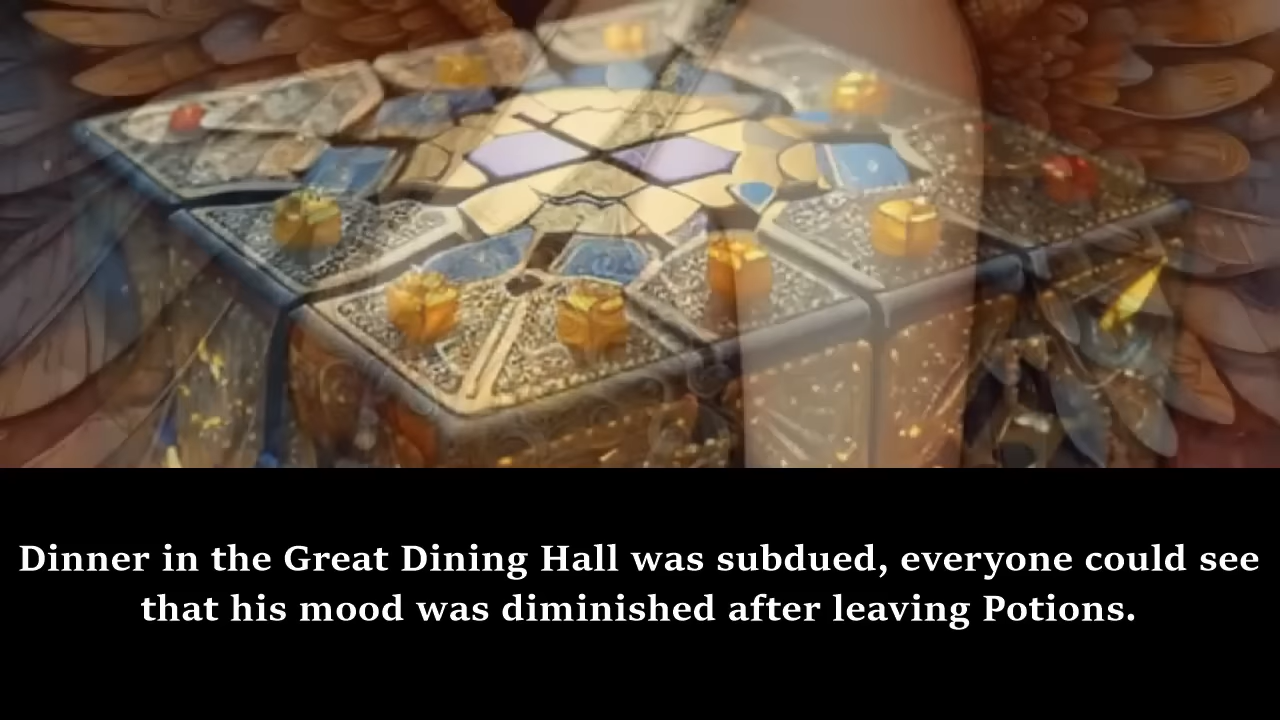 Dinner in the Great Dining Hall was subdued, everyone could see
that his mood was diminished after leaving Potions.